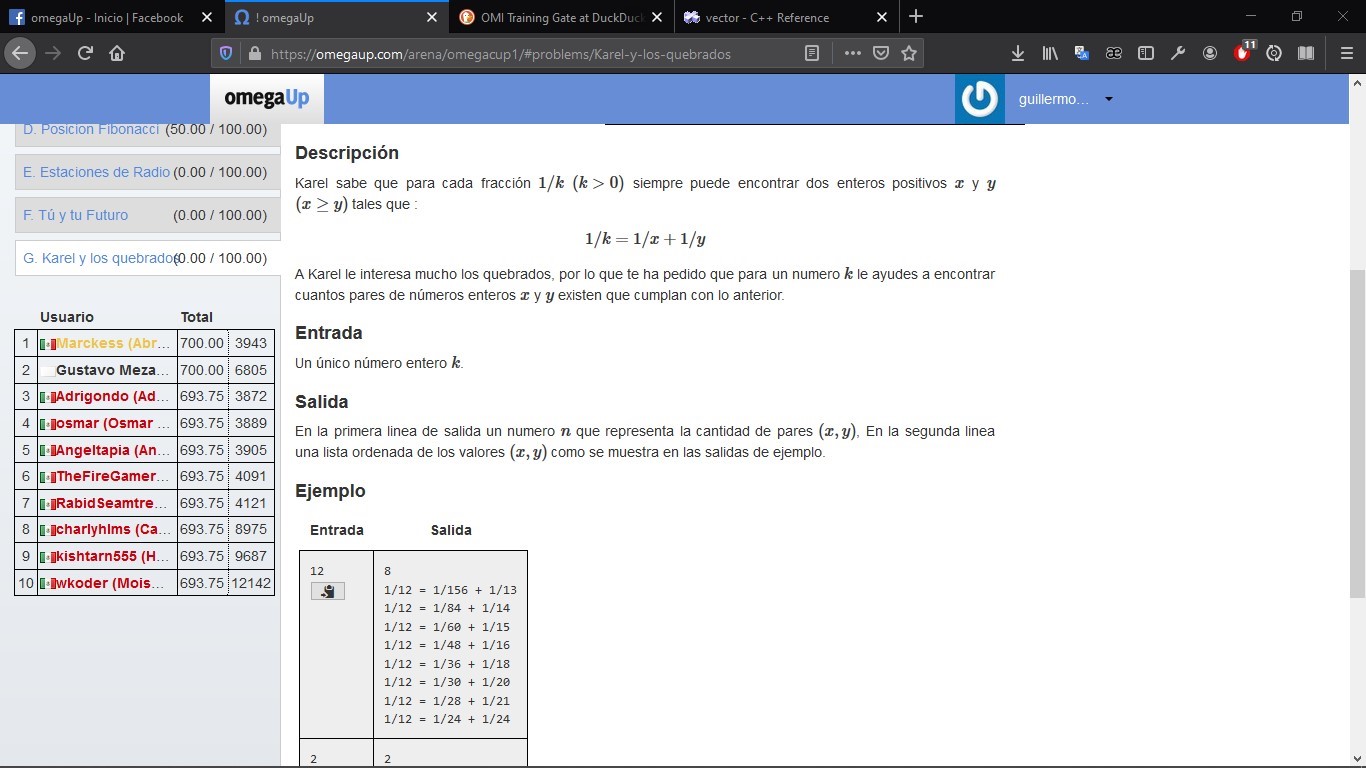 omegaUp - Inicio | Facebook
! omegaUp
OMI Training Gate at DuckDuc
vector - C++ Reference
https://omegaup.com/arena/omegacup1/#problems/Karel-y-los-quebrados
11
omegaUp
guillermo...
D. Posicion Fibonacci (50.00 / 100.00)
E. Estaciones de Radio (0.00 / 100.00)
F. Tú y tu Futuro (0.00 / 100.00)
G. Karel y los quebrados (0.00 / 100.00)
Usuario Total
1 Marckess (Abr... 700.00 3943
2 Gustavo Meza... 700.00 6805
3 Adrigondo (Ad... 693.75 3872
4 osmar (Osmar ... 693.75 3889
5 Angeltapia (An... 693.75 3905
6 TheFireGamer... 693.75 4091
7 RabidSeamtre... 693.75 4121
8 charlyhlms (Ca... 693.75 8975
9 kishtarn555 (H... 693.75 9687
10 wkoder (Mois... 693.75 12142
Descripción
Karel sabe que para cada fracción 1/k (k > 0) siempre puede encontrar dos enteros positivos x y y
(x ≥ y) tales que :
1/k = 1/x + 1/y
A Karel le interesa mucho los quebrados, por lo que te ha pedido que para un numero k le ayudes a encontrar
cuantos pares de números enteros x y y existen que cumplan con lo anterior.
Entrada
Un único número entero k.
Salida
En la primera linea de salida un numero n que representa la cantidad de pares (x, y), En la segunda linea
una lista ordenada de los valores (x, y) como se muestra en las salidas de ejemplo.
Ejemplo
Entrada Salida
12 8
1/12 = 1/156 + 1/13
1/12 = 1/84 + 1/14
1/12 = 1/60 + 1/15
1/12 = 1/48 + 1/16
1/12 = 1/36 + 1/18
1/12 = 1/30 + 1/20
1/12 = 1/28 + 1/21
1/12 = 1/24 + 1/24
2 2